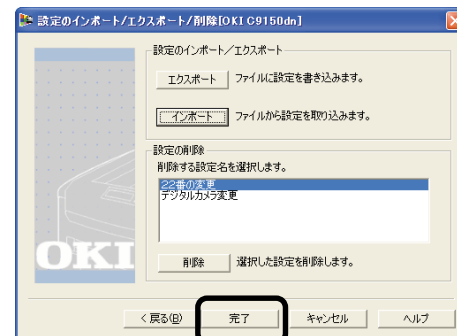 設定のインポート/エクスポート/削除[OKI C9150dn]
設定のインポート/エクスポート
エクスポート ファイルに設定を書き込みます。
インポート ファイルから設定を取り込みます。
設定の削除
削除する設定名を選択します。
22番の変更
デジタルカメラ変更
OKI
削除 選択した設定を削除します。
< 戻る(B) 完了 キャンセル ヘルプ